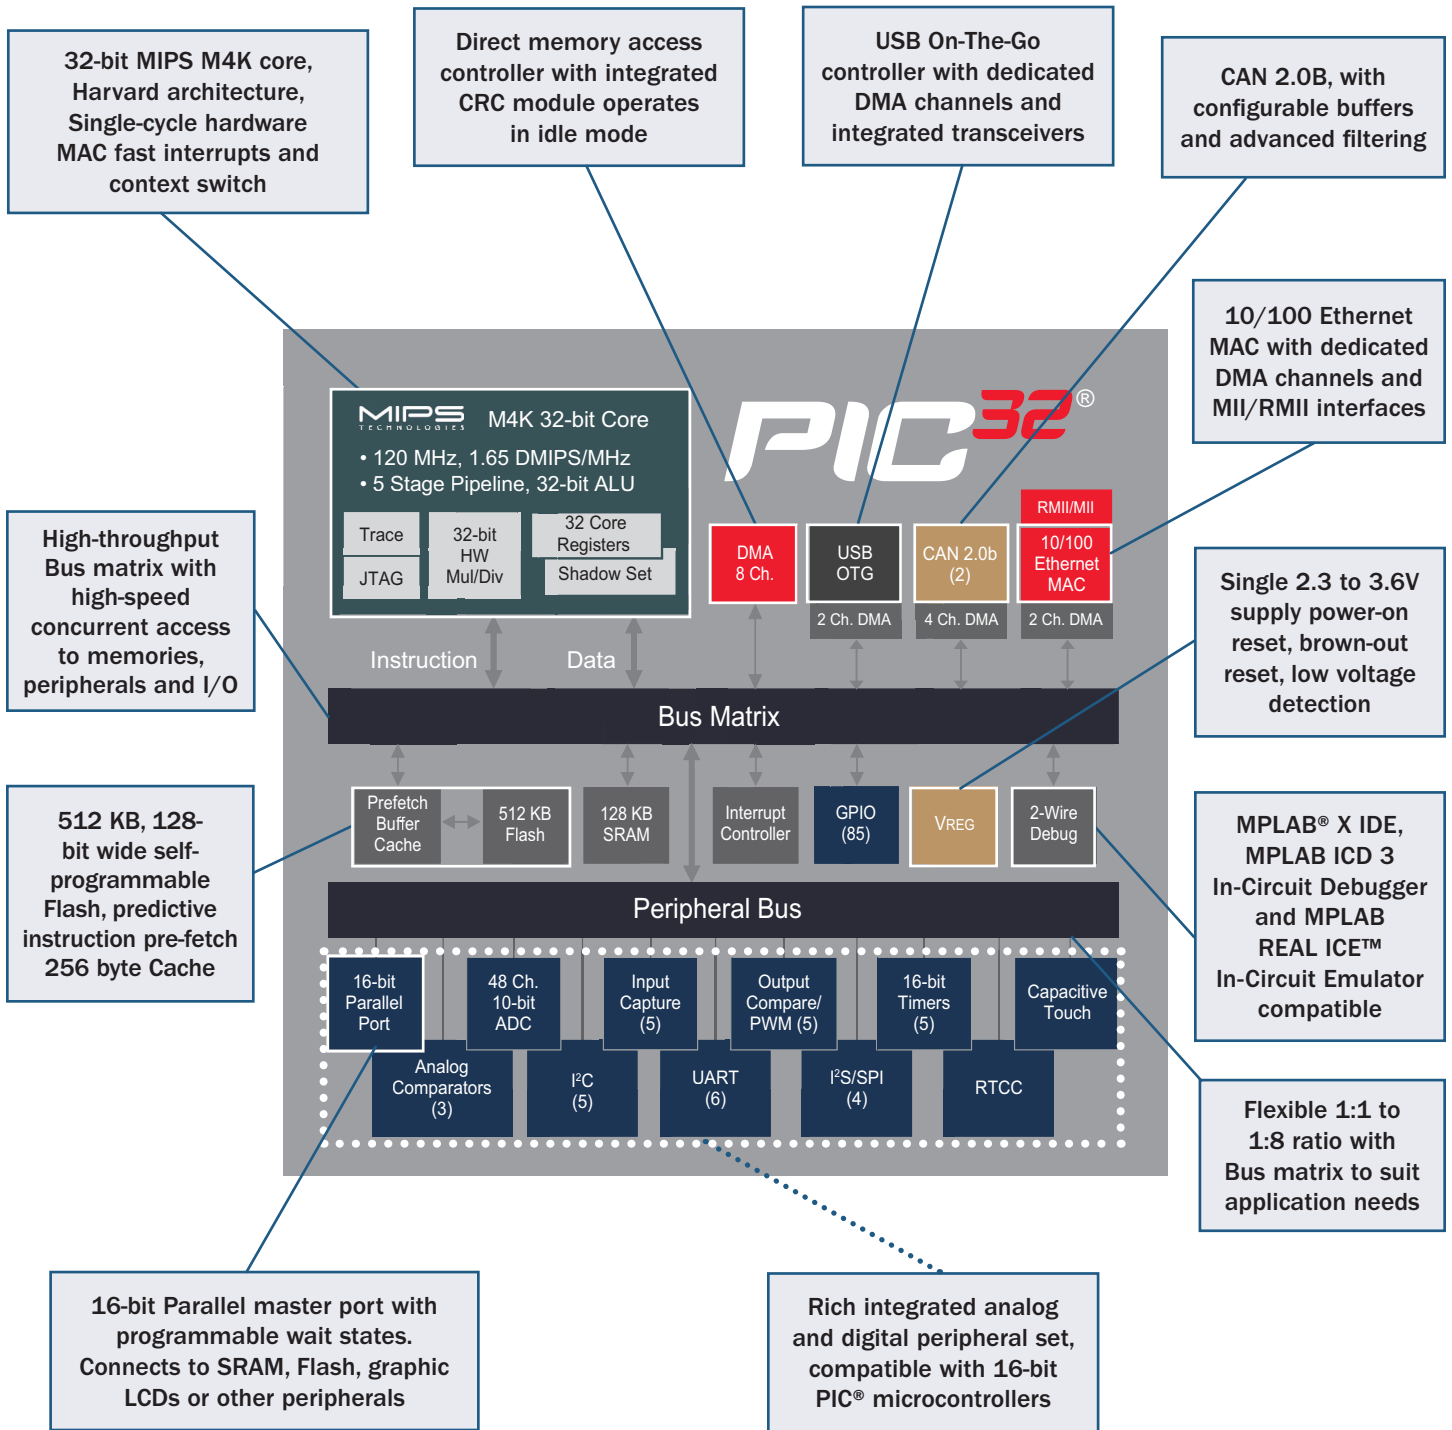 32-bit MIPS M4K core,
Harvard architecture,
Single-cycle hardware
MAC fast interrupts and
context switch
Direct memory access
controller with integrated
CRC module operates
in idle mode
USB On-The-Go
controller with dedicated
DMA channels and
integrated transceivers
CAN 2.0B, with
configurable buffers
and advanced filtering
10/100 Ethernet
MAC with dedicated
DMA channels and
MII/RMII interfaces
MIPS
TECHNOLOGIES
M4K 32-bit Core
• 120 MHz, 1.65 DMIPS/MHz
• 5 Stage Pipeline, 32-bit ALU
Trace
JTAG
32-bit
HW
Mul/Div
32 Core
Registers
Shadow Set
PIC32®
DMA
8 Ch.
USB
OTG
2 Ch. DMA
CAN 2.0b
(2)
4 Ch. DMA
RMII/MII
10/100
Ethernet
MAC
2 Ch. DMA
High-throughput
Bus matrix with
high-speed
concurrent access
to memories,
peripherals and I/O
Single 2.3 to 3.6V
supply power-on
reset, brown-out
reset, low voltage
detection
Instruction
Data
Bus Matrix
512 KB, 128-
bit wide self-
programmable
Flash, predictive
instruction pre-fetch
256 byte Cache
Prefetch
Buffer
Cache
512 KB
Flash
128 KB
SRAM
Interrupt
Controller
GPIO
(85)
VREG
2-Wire
Debug
MPLAB® X IDE,
MPLAB ICD 3
In-Circuit Debugger
and MPLAB
REAL ICE™
In-Circuit Emulator
compatible
Peripheral Bus
16-bit
Parallel
Port
48 Ch.
10-bit
ADC
Input
Capture
(5)
Output
Compare/
PWM (5)
16-bit
Timers
(5)
Capacitive
Touch
Analog
Comparators
(3)
I²C
(5)
UART
(6)
I²S/SPI
(4)
RTCC
Flexible 1:1 to
1:8 ratio with
Bus matrix to suit
application needs
16-bit Parallel master port with
programmable wait states.
Connects to SRAM, Flash, graphic
LCDs or other peripherals
Rich integrated analog
and digital peripheral set,
compatible with 16-bit
PIC® microcontrollers